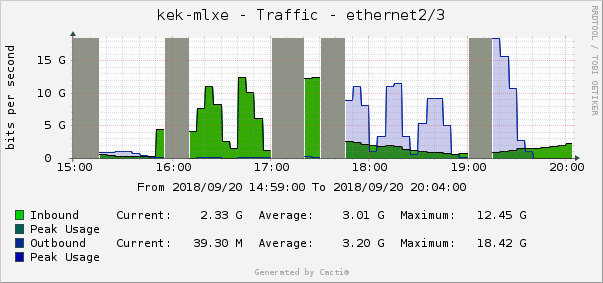 kek-mlxe - Traffic - ethernet2/3
RRDTOOL / TOBI OETIKER
bits per second
15 G
10 G
5 G
0
15:00 16:00 17:00 18:00 19:00 20:00
From 2018/09/20 14:59:00 To 2018/09/20 20:04:00
Inbound Current: 2.33 G Average: 3.01 G Maximum: 12.45 G
Peak Usage
Outbound Current: 39.30 M Average: 3.20 G Maximum: 18.42 G
Peak Usage
Generated by Cacti®